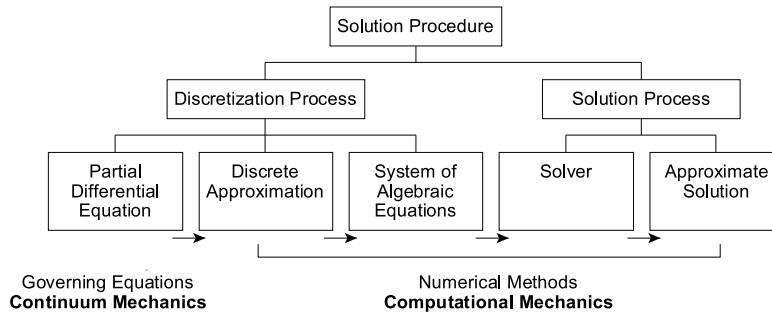 Solution Procedure
Discretization Process
Solution Process
Partial
Differential
Equation
Discrete
Approximation
System of
Algebraic
Equations
Solver
Approximate
Solution
Governing Equations
Continuum Mechanics
Numerical Methods
Computational Mechanics